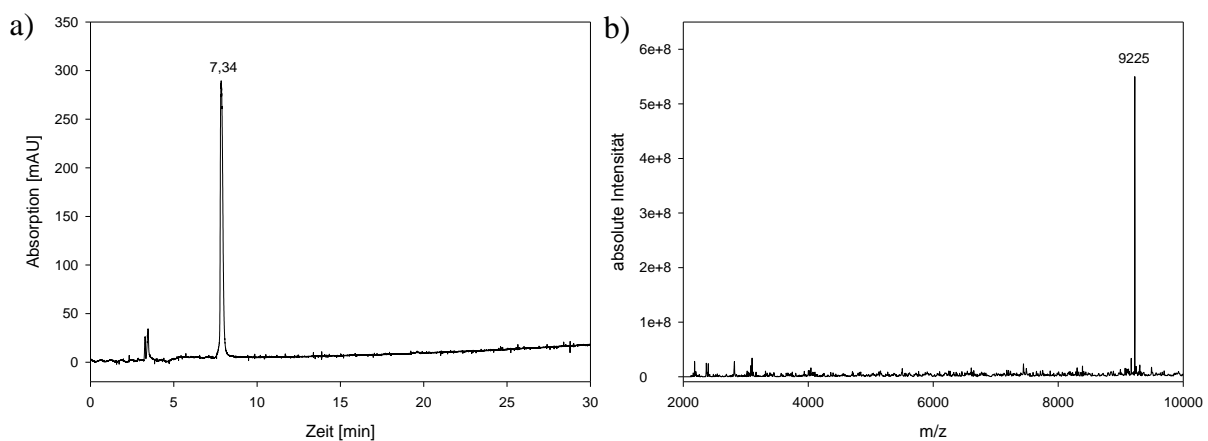 a)
350
300
250
200
150
100
50
0
Absorption [mAU]
7,34
0 5 10 15 20 25 30
Zeit [min]
b)
6e+8
5e+8
4e+8
3e+8
2e+8
1e+8
0
absolute Intensität
9225
2000 4000 6000 8000 10000
m/z